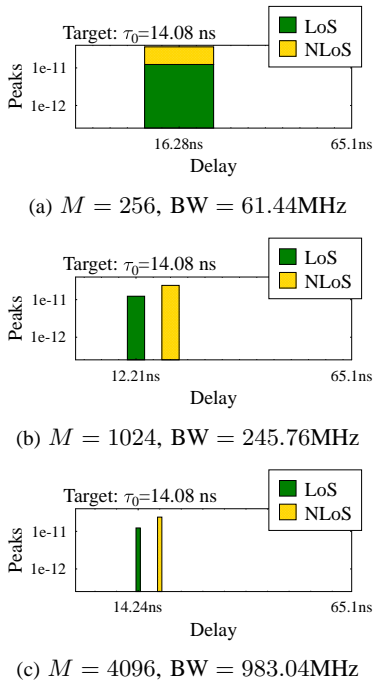 Target: τ0=14.08 ns
LoS
NLoS
Peaks
1e-11
1e-12
16.28ns
65.1ns
Delay
(a) M = 256, BW = 61.44MHz
Target: τ0=14.08 ns
LoS
NLoS
Peaks
1e-11
1e-12
12.21ns
65.1ns
Delay
(b) M = 1024, BW = 245.76MHz
Target: τ0=14.08 ns
LoS
NLoS
Peaks
1e-11
1e-12
14.24ns
65.1ns
Delay
(c) M = 4096, BW = 983.04MHz